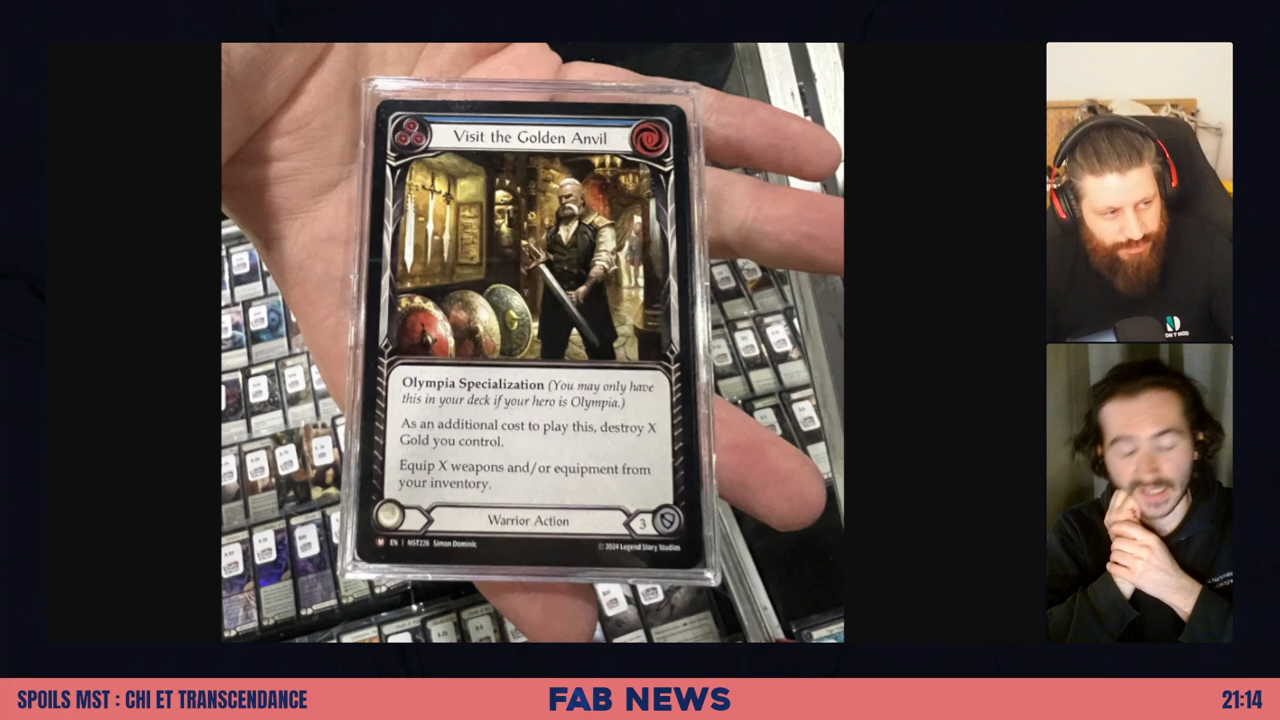 Visit the Golden Anvil
0
Olympia Specialization (You may only have
this in your deck if your hero is Olympia.)
As an additional cost to play this, destroy X
Gold you control.
Equip X weapons and/or equipment from
your inventory.
Warrior Action
3
M EN | MST226 Simon Dominic
© 2024 Legend Story Studios
SPOILS MST : CHI ET TRANSCENDANCE
FAB NEWS
21:14